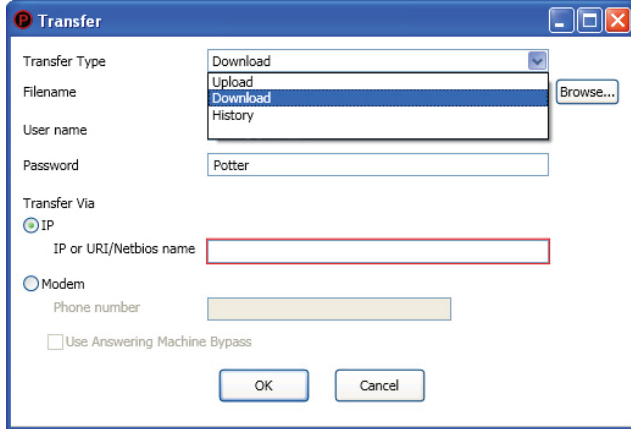 P Transfer
Transfer Type Download
Upload
Filename Download Browse...
History
User name
Password Potter
Transfer Via
IP
IP or URI/Netbios name
Modem
Phone number
Use Answering Machine Bypass
OK Cancel